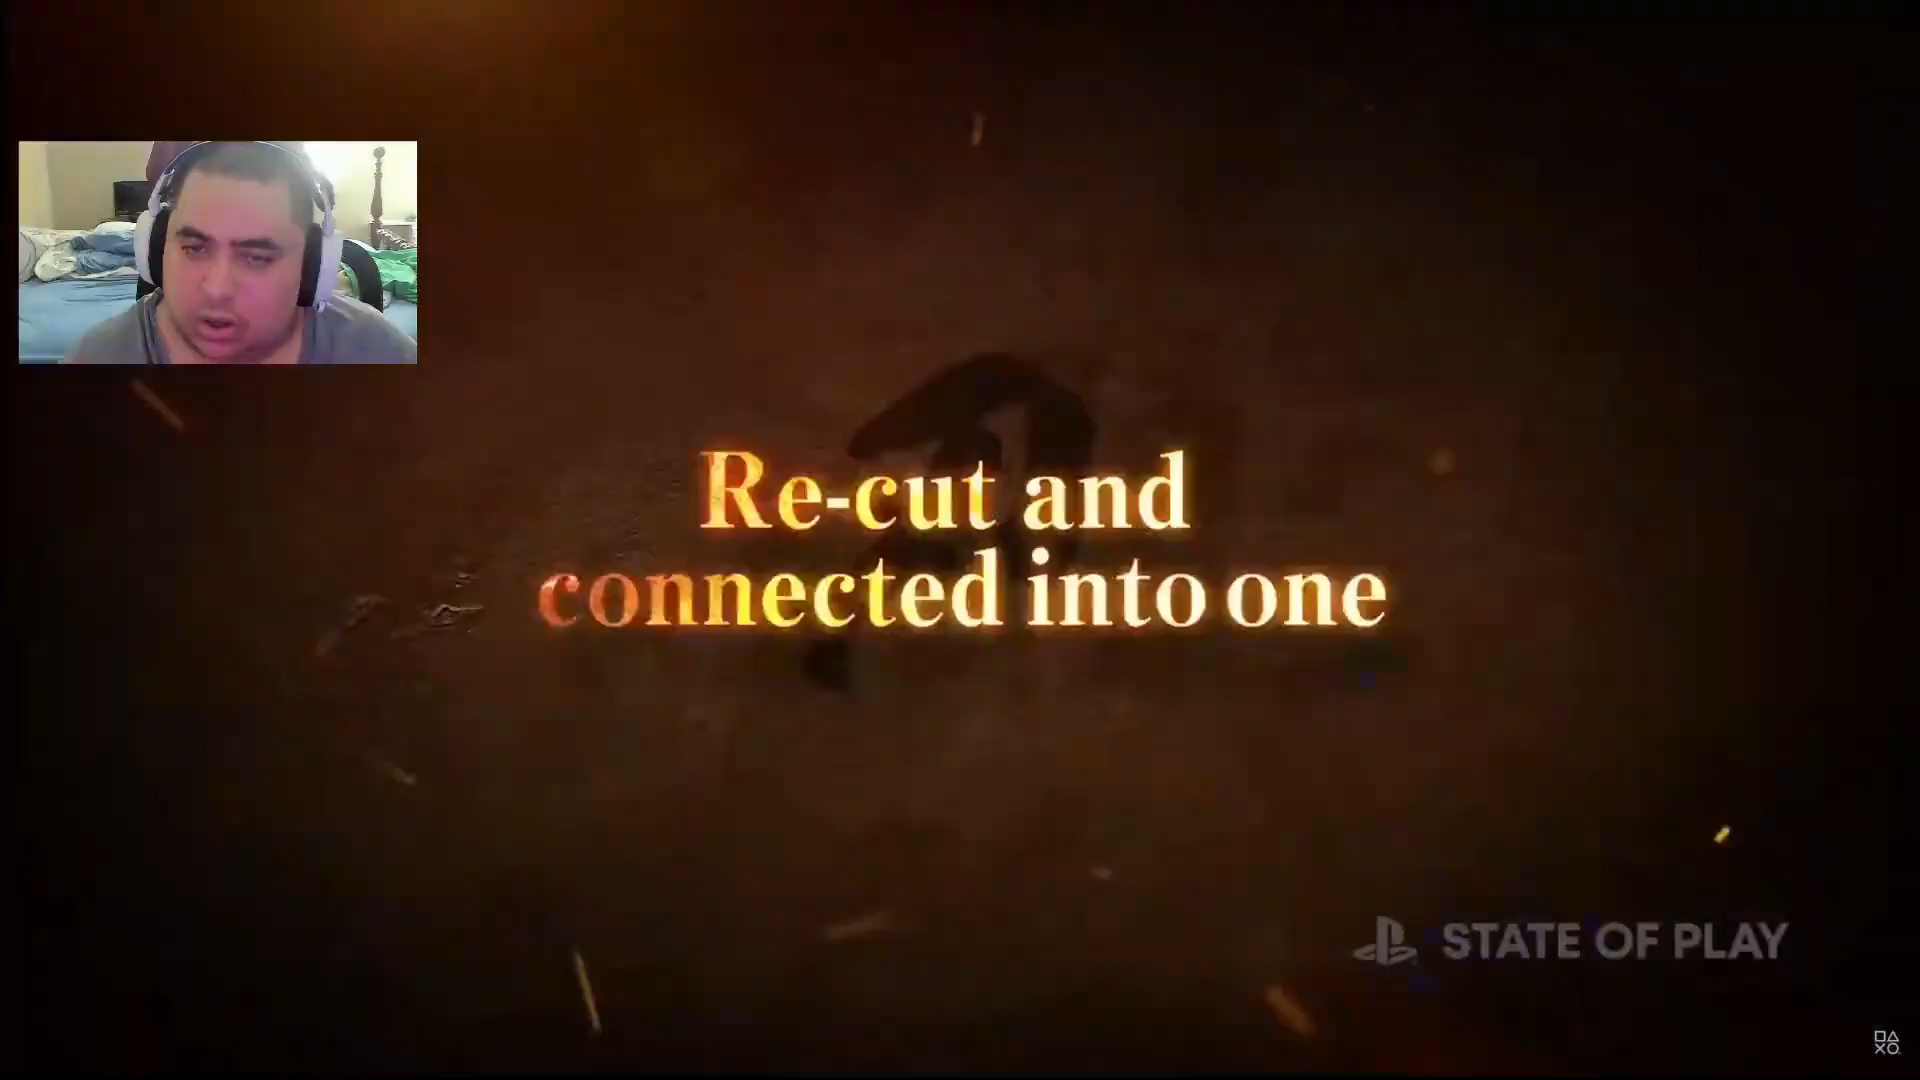 Re-cut and
connected into one
STATE OF PLAY